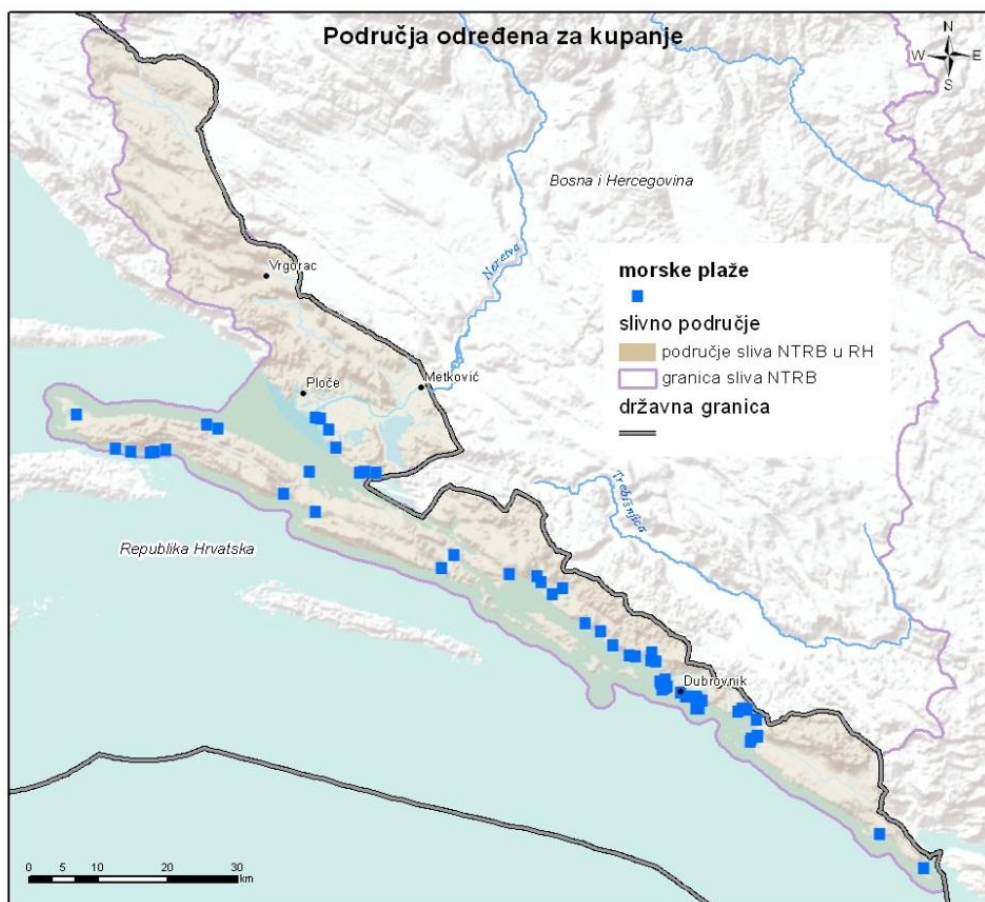 Područja određena za kupanje
N
W E
S
Bosna i Hercegovina
Neretva
Vrgorac
morske plaže
slivno područje
područje sliva NTRB u RH
granica sliva NTRB
državna granica
Ploče
Metković
Trebišnjica
Republika Hrvatska
Dubrovnik
0 5 10 20 30
km